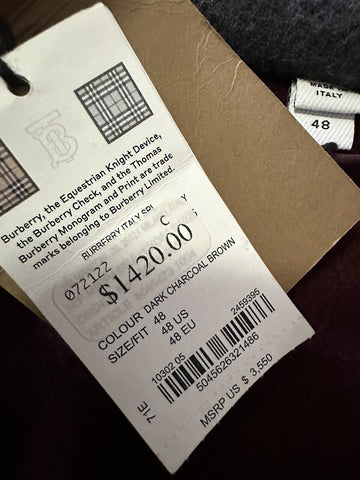 MADE IN
ITALY
48
TB
Burberry, the Equestrian Knight Device,
the Burberry Check, and the Thomas
Burberry Monogram and Print are trade
marks belonging to Burberry Limited.
BURBERRY ITALY SRL
072122
$1420.00
COLOUR DARK CHARCOAL BROWN
SIZE/FIT 48
48 US
48 EU
10302.05
2459395
5045626321486
71E
MSRP US $ 3,550